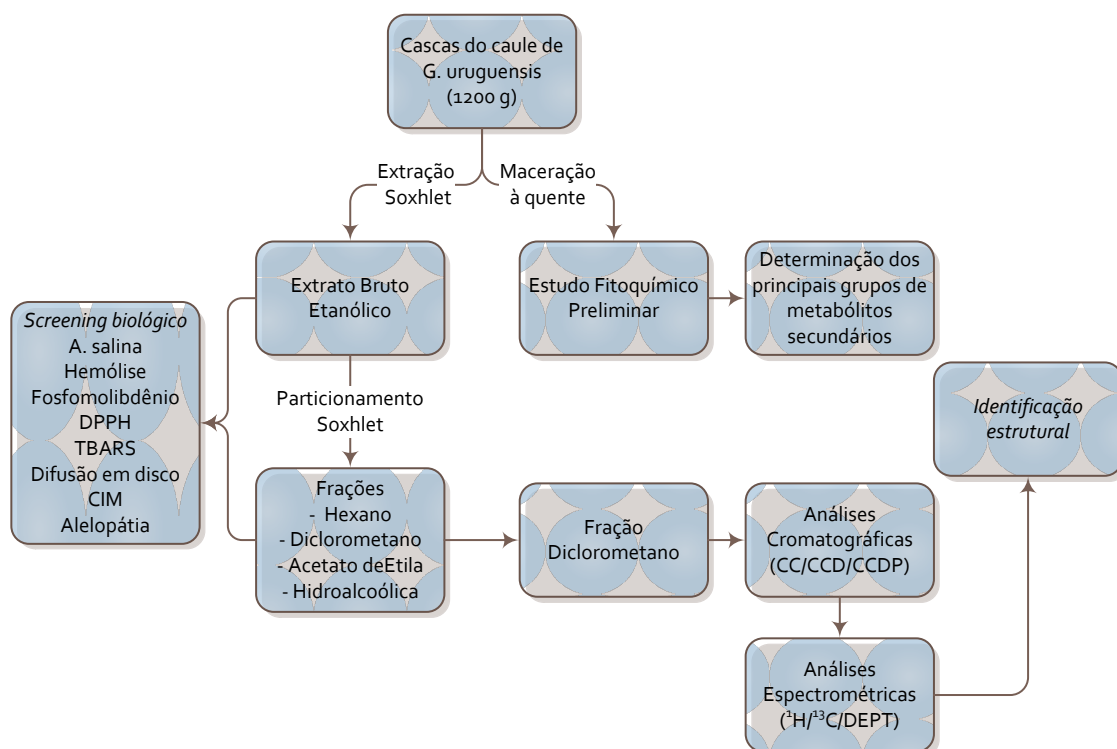 Cascas do caule de
G. uruguensis
(1200 g)
Extração
Soxhlet
Maceração
à quente
Extrato Bruto
Etanólico
Estudo Fitoquímico
Preliminar
Determinação dos
principais grupos de
metabólitos
secundários
Screening biológico
A. salina
Hemólise
Fosfomolibdênio
DPPH
TBARS
Difusão em disco
CIM
Alelopátia
Particionamento
Soxhlet
Identificação
estrutural
Frações
- Hexano
- Diclorometano
- Acetato deEtila
- Hidroalcoólica
Fração
Diclorometano
Análises
Cromatográficas
(CC/CCD/CCDP)
Análises
Espectrométricas
(¹H/¹³C/DEPT)